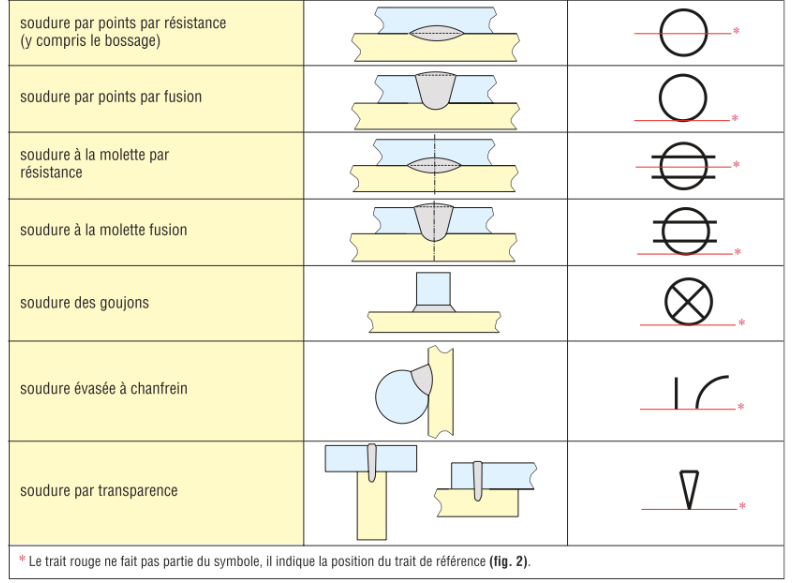 soudure par points par résistance
(y compris le bossage)
*
soudure par points par fusion
*
soudure à la molette par
résistance
*
soudure à la molette fusion
*
soudure des goujons
*
soudure évasée à chanfrein
*
soudure par transparence
*
* Le trait rouge ne fait pas partie du symbole, il indique la position du trait de référence (fig. 2).